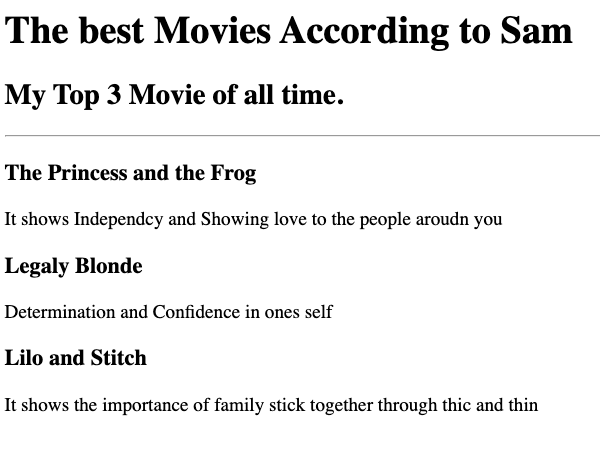 The best Movies According to Sam
My Top 3 Movie of all time.
The Princess and the Frog
It shows Independcy and Showing love to the people aroudn you
Legaly Blonde
Determination and Confidence in ones self
Lilo and Stitch
It shows the importance of family stick together through thic and thin